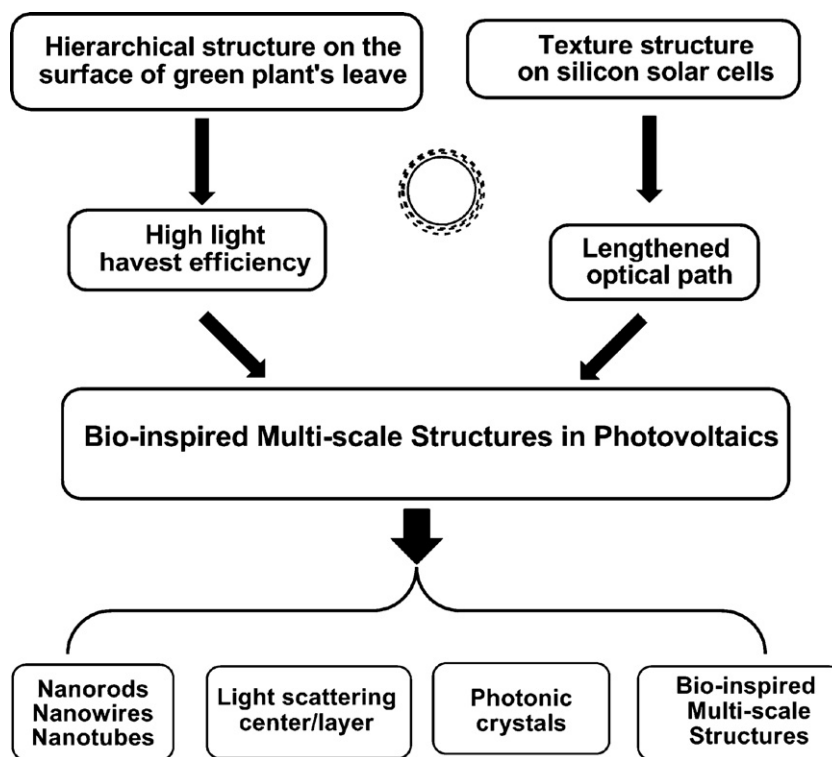 Hierarchical structure on the
surface of green plant's leave
Texture structure
on silicon solar cells
High light
havest efficiency
Lengthened
optical path
Bio-inspired Multi-scale Structures in Photovoltaics
Nanorods
Nanowires
Nanotubes
Light scattering
center/layer
Photonic
crystals
Bio-inspired
Multi-scale
Structures